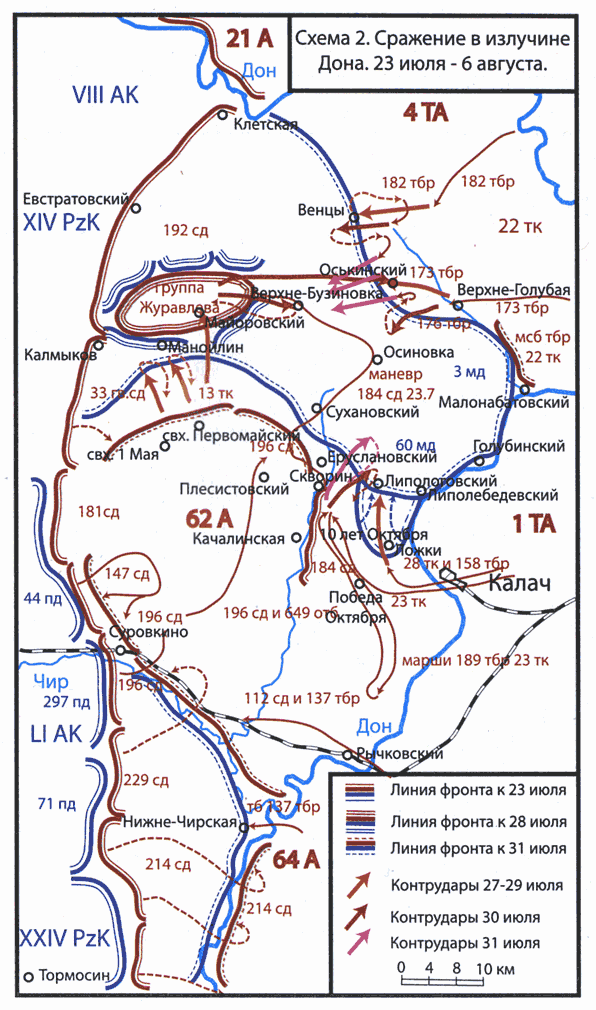 21 А
Схема 2. Сражение в излучине
Дона. 23 июля - 6 августа.
Дон
VIII AK
4 ТА
Клетская
182 тбр
182 тбр
Евстратовский
XIV PzK
Венцы
192 сд
22 тк
Оськинский
173 тбр
группа
Журавлева
Верхне-Бузиновка
Верхне-Голубая
173 тбр
Майоровский
176 тбр
мсб тбр
22 тк
Калмыков
Манойлин
Осиновка
маневр
184 сд 23.7
3 мд
33 гв.сд
13 тк
Малонабатовский
Сухановский
свх. Первомайский
свх. 1 Мая
196 сд
60 мд
Голубинский
Ерусланoвский
Скворин
Плесистовский
Липолотовский
Липолебедевский
181сд
62 А
Качалинская
10 лет Октября
1 ТА
Ложки
147 сд
184 сд
28 тк и 158 тбр
Калач
44 пд
Победа
Октября
23 тк
196 сд
196 сд и 649 отб
Суровкино
марши 189 тбр 23 тк
Чир
196 сд
297 пд
112 сд и 137 тбр
LI AK
Дон
Рычковский
229 сд
71 пд
тб 137 тбр
Нижне-Чирская
214 сд
64 А
214 сд
XXIV PzK
Тормосин
Линия фронта к 23 июля
Линия фронта к 28 июля
Линия фронта к 31 июля
Контрудары 27-29 июля
Контрудары 30 июля
Контрудары 31 июля
0 4 8 10 км